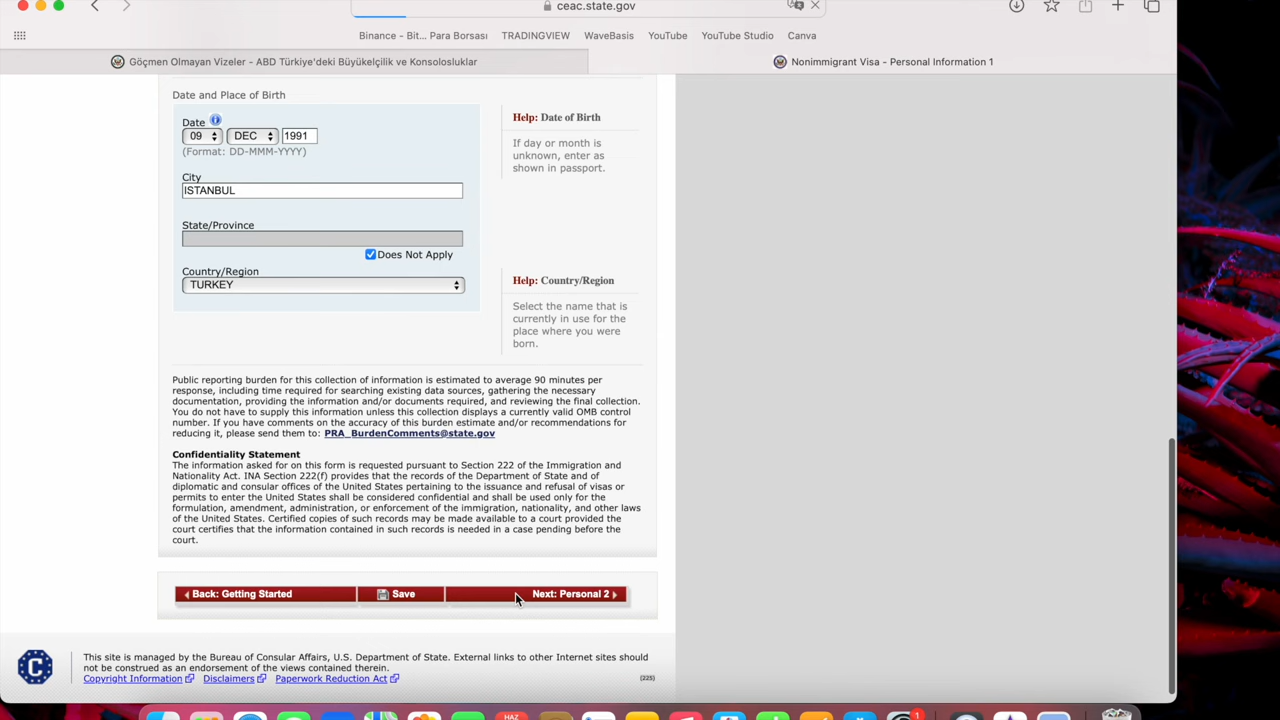 ceac.state.gov
Binance - Bit... Para Borsası TRADINGVIEW WaveBasis YouTube YouTube Studio Canva
Göçmen Olmayan Vizeler - ABD Türkiye'deki Büyükelçilik ve Konsolosluklar Nonimmigrant Visa - Personal Information 1
Date and Place of Birth
Date
09 DEC 1991
(Format: DD-MMM-YYYY)
City
ISTANBUL
State/Province
Does Not Apply
Country/Region
TURKEY
Help: Date of Birth
If day or month is
unknown, enter as
shown in passport.
Help: Country/Region
Select the name that is
currently in use for the
place where you were
born.
Public reporting burden for this collection of information is estimated to average 90 minutes per
response, including time required for searching existing data sources, gathering the necessary
documentation, providing the information and/or documents required, and reviewing the final collection.
You do not have to supply this information unless this collection displays a currently valid OMB control
number. If you have comments on the accuracy of this burden estimate and/or recommendations for
reducing it, please send them to: PRA_BurdenComments@state.gov
Confidentiality Statement
The information asked for on this form is requested pursuant to Section 222 of the Immigration and
Nationality Act. INA Section 222(f) provides that the records of the Department of State and of
diplomatic and consular offices of the United States pertaining to the issuance and refusal of visas or
permits to enter the United States shall be considered confidential and shall be used only for the
formulation, amendment, administration, or enforcement of the immigration, nationality, and other laws
of the United States. Certified copies of such records may be made available to a court provided the
court certifies that the information contained in such records is needed in a case pending before the
court.
Back: Getting Started Save Next: Personal 2
C
This site is managed by the Bureau of Consular Affairs, U.S. Department of State. External links to other Internet sites should
not be construed as an endorsement of the views contained therein.
Copyright Information Disclaimers Paperwork Reduction Act
(225)
HAZ
1